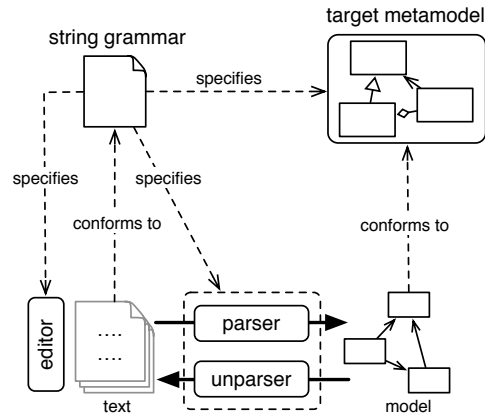 target metamodel
string grammar
specifies
specifies
specifies
conforms to
conforms to
editor
....
....
parser
unparser
text
model